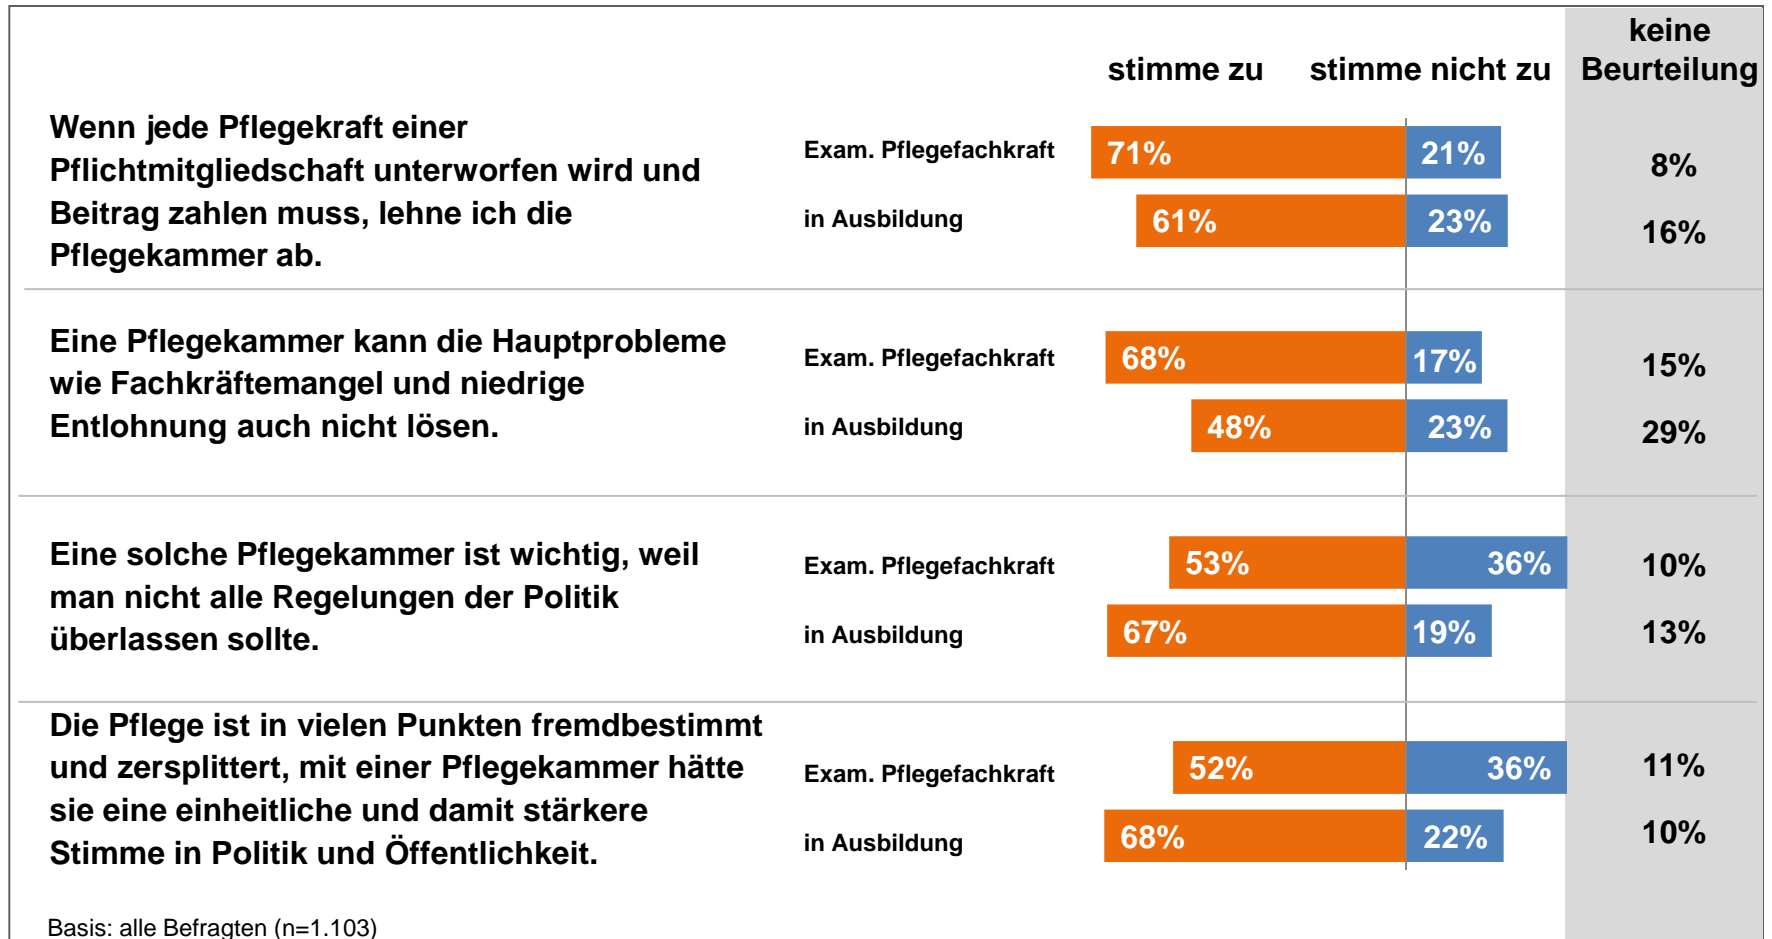 keine
stimme zu stimme nicht zu Beurteilung
Wenn jede Pflegekraft einer
Pflichtmitgliedschaft unterworfen wird und
Beitrag zahlen muss, lehne ich die
Pflegekammer ab.
Exam. Pflegefachkraft 71% 21% 8%
in Ausbildung 61% 23% 16%
Eine Pflegekammer kann die Hauptprobleme
wie Fachkräftemangel und niedrige
Entlohnung auch nicht lösen.
Exam. Pflegefachkraft 68% 17% 15%
in Ausbildung 48% 23% 29%
Eine solche Pflegekammer ist wichtig, weil
man nicht alle Regelungen der Politik
überlassen sollte.
Exam. Pflegefachkraft 53% 36% 10%
in Ausbildung 67% 19% 13%
Die Pflege ist in vielen Punkten fremdbestimmt
und zersplittert, mit einer Pflegekammer hätte
sie eine einheitliche und damit stärkere
Stimme in Politik und Öffentlichkeit.
Exam. Pflegefachkraft 52% 36% 11%
in Ausbildung 68% 22% 10%
Basis: alle Befragten (n=1.103)